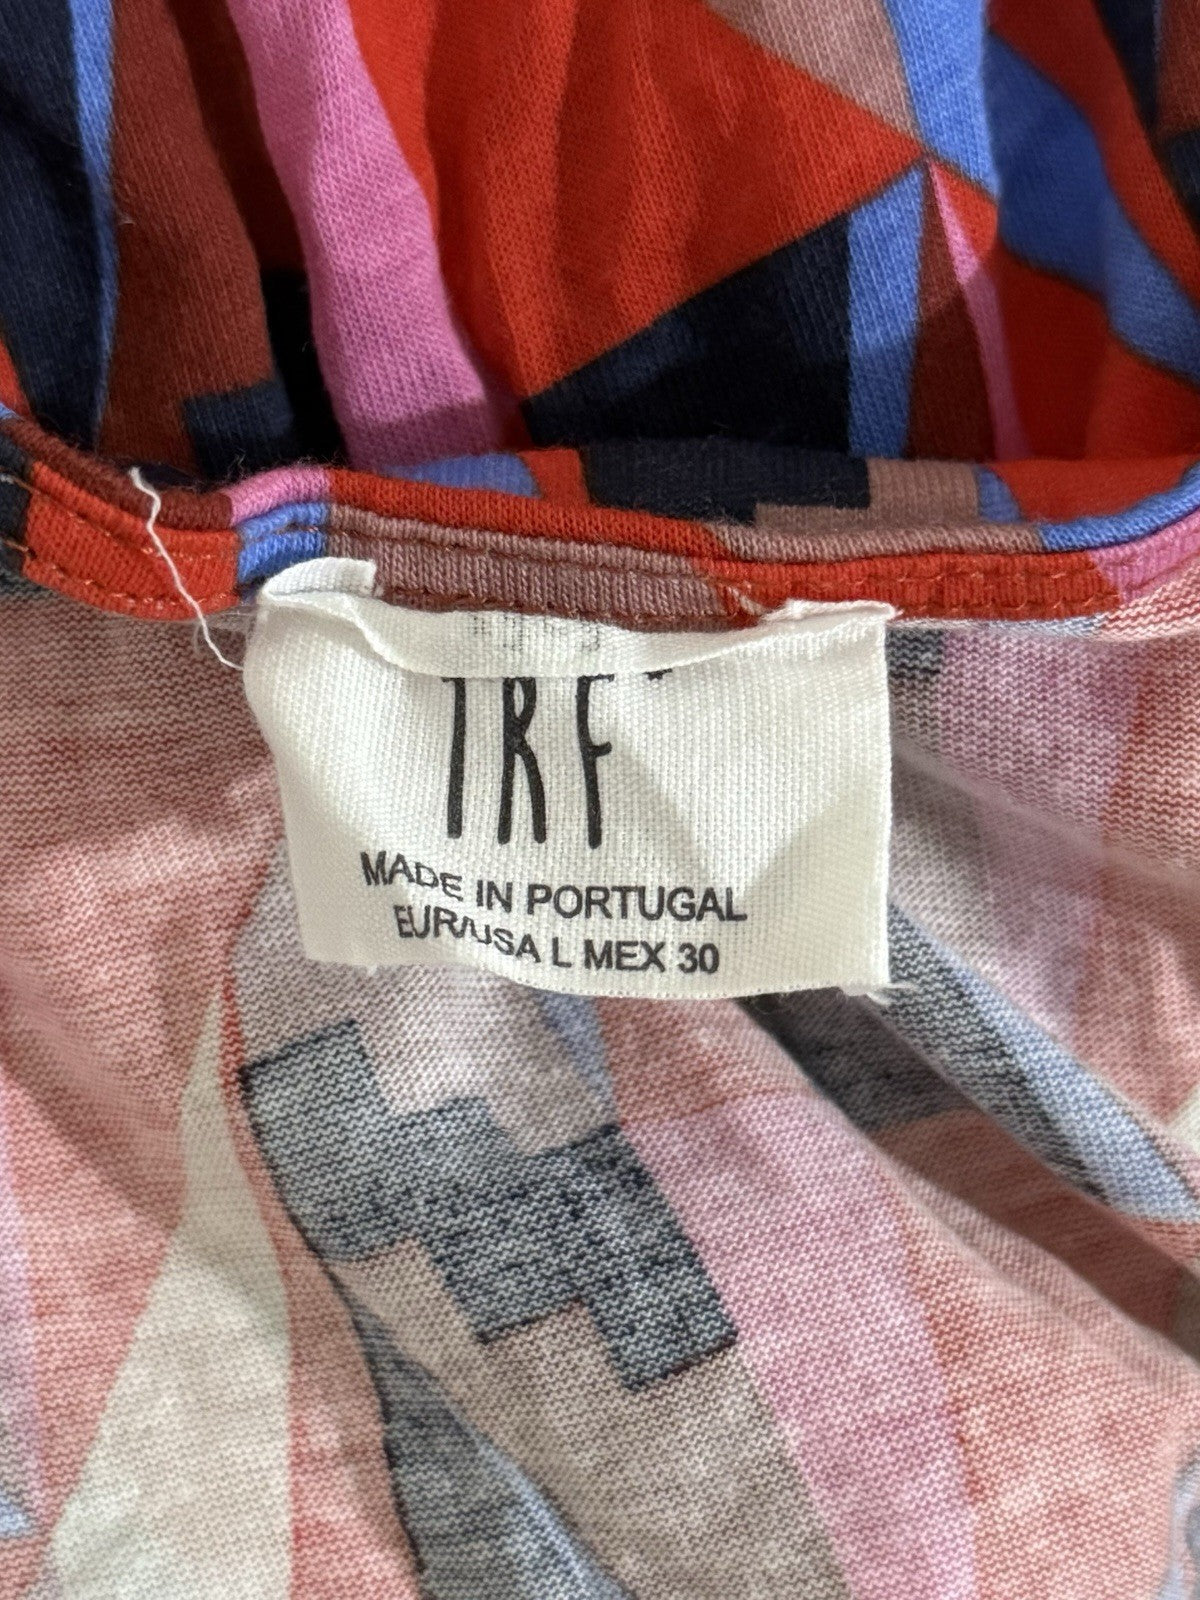 TRF
MADE IN PORTUGAL
EUR/USA L MEX 30